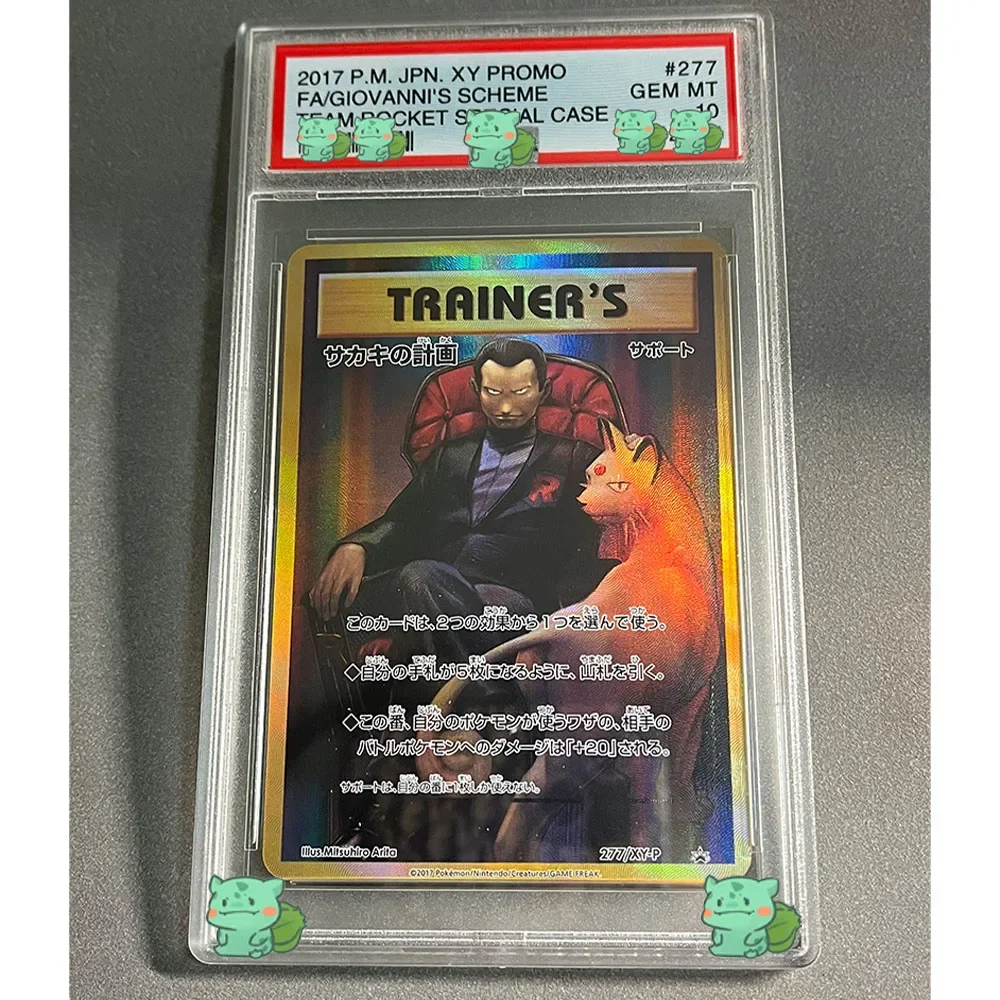 2017 P.M. JPN. XY PROMO #277
FA/GIOVANNI'S SCHEME GEM MT
TEAM ROCKET SPECIAL CASE 10
TRAINER'S
サカキの計画 サポート
このカードは、2つの効果から1つを選んで使う。
◆自分の手札が5枚になるように、山札を引く。
◆この番、自分のポケモンが使うワザの、相手の
バトルポケモンへのダメージは「+20」される。
サポートは、自分の番に1枚しか使えない。
Illus.Mitsuhiro Arita 277/XY-P
©2017 Pokémon/Nintendo/Creatures/GAME FREAK.